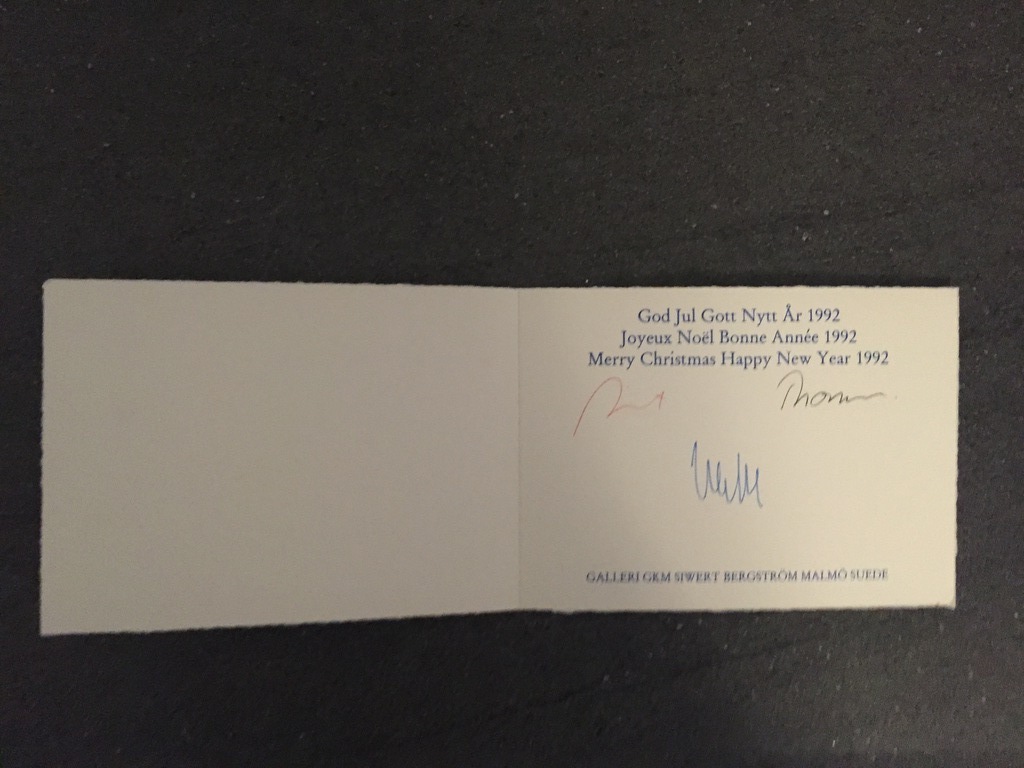 God Jul Gott Nytt År 1992
Joyeux Noël Bonne Année 1992
Merry Christmas Happy New Year 1992
Thomas
GALLERI GKM SIWERT BERGSTRÖM MALMÖ SUEDE